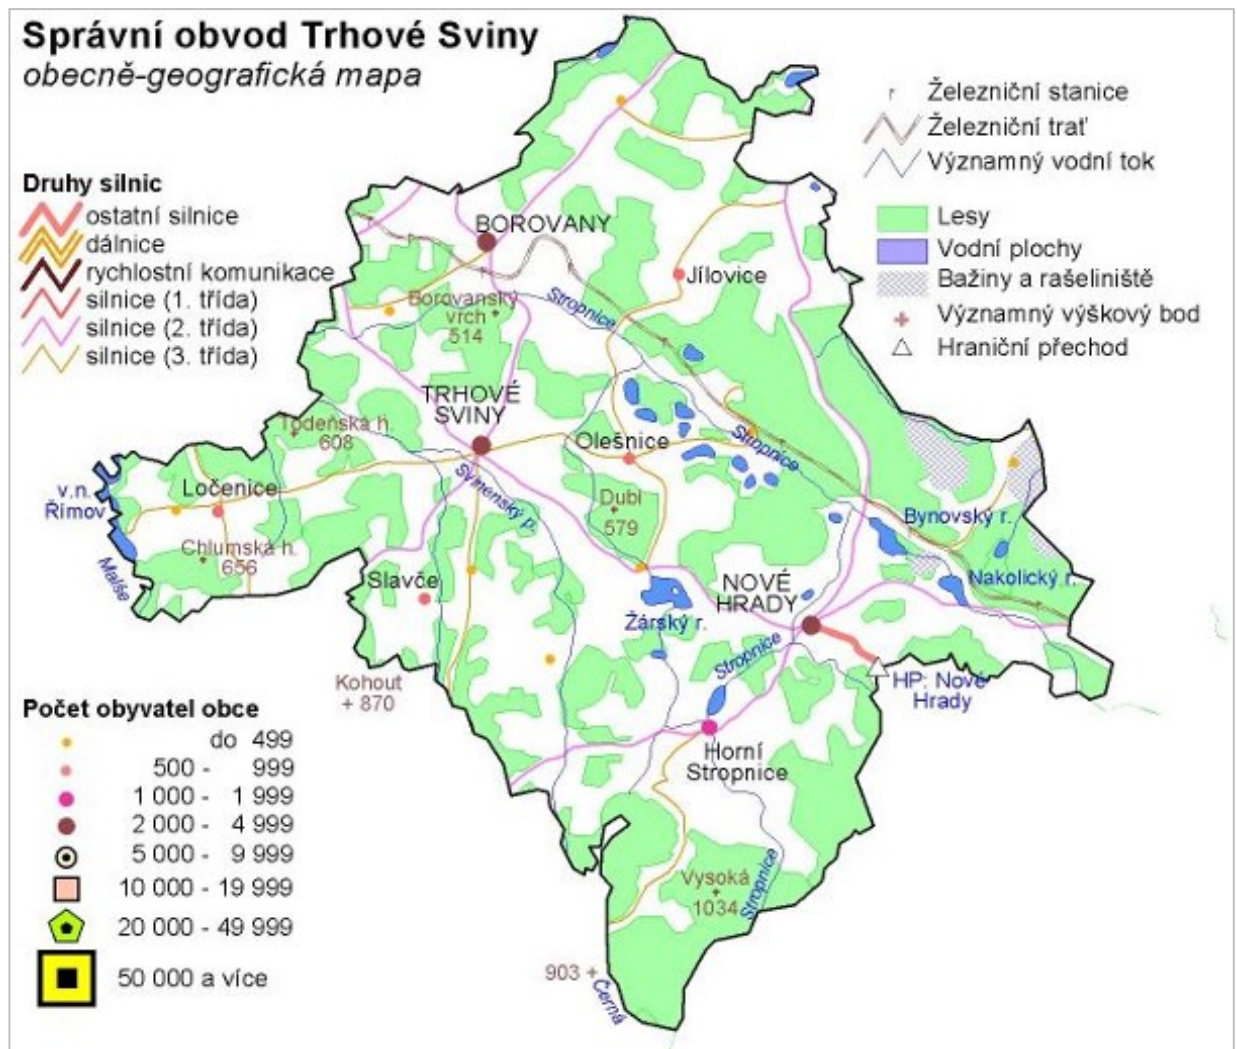 Správní obvod Trhové Sviny
obecně-geografická mapa
Železniční stanice
Železniční trať
Významný vodní tok
Lesy
Vodní plochy
Bažiny a rašeliniště
Významný výškový bod
Hraniční přechod
Druhy silnic
ostatní silnice
dálnice
rychlostní komunikace
silnice (1. třída)
silnice (2. třída)
silnice (3. třída)
BOROVANY
Jílovice
Borovanský
vrch
514
Stropnice
TRHOVÉ
SVINY
Todeňská h.
608
Olešnice
Stropnice
Svinenský p.
v.n.
Římov
Ločenice
Dubí
579
Bynovský r.
Chlumská h.
656
Malše
Slavče
NOVÉ
HRADY
Nakolický r.
Žárský r.
Stropnice
Kohout
870
HP: Nové
Hrady
Horní
Stropnice
Vysoká
1034
Stropnice
903
Černá
Počet obyvatel obce
do 499
500 - 999
1 000 - 1 999
2 000 - 4 999
5 000 - 9 999
10 000 - 19 999
20 000 - 49 999
50 000 a více